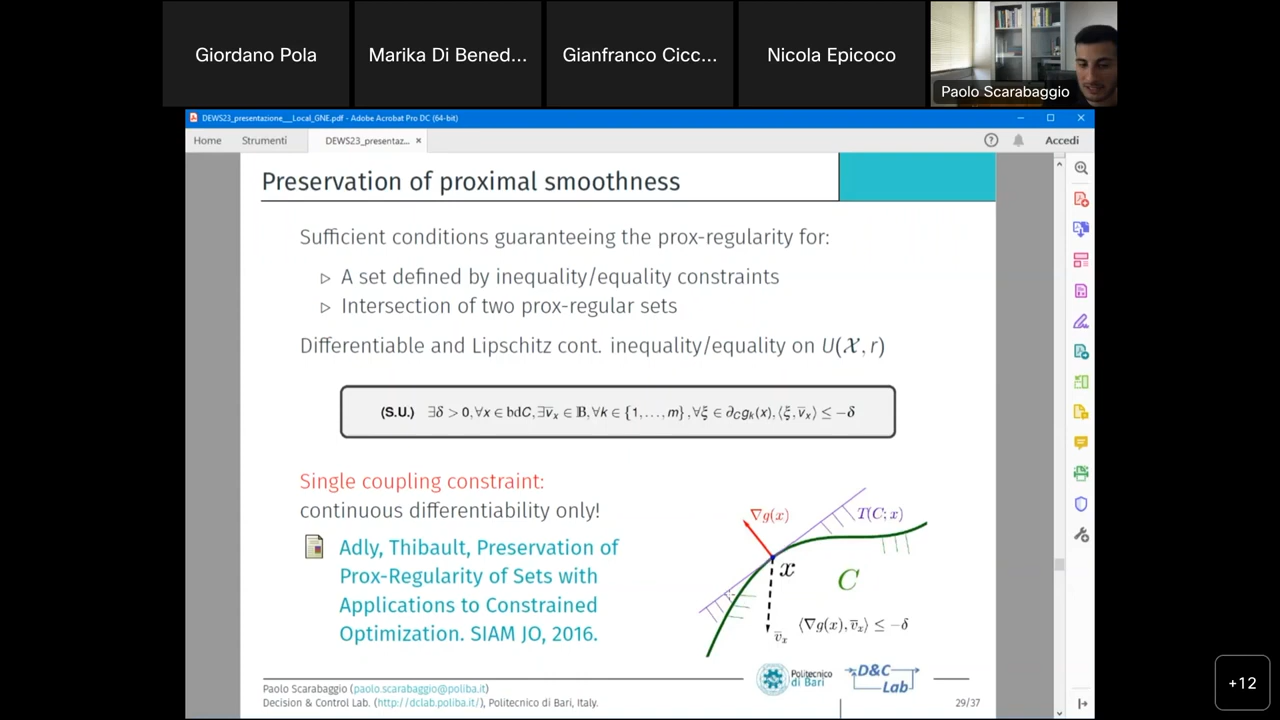 Giordano Pola
Marika Di Bened...
Gianfranco Cicc...
Nicola Epicoco
Paolo Scarabaggio
DEWS23_presentazione__Local_GNE.pdf - Adobe Acrobat Pro DC (64-bit)
Home
Strumenti
DEWS23_presentaz...
Accedi
Preservation of proximal smoothness
Sufficient conditions guaranteeing the prox-regularity for:
▷ A set defined by inequality/equality constraints
▷ Intersection of two prox-regular sets
Differentiable and Lipschitz cont. inequality/equality on U(𝒳, r)
(S.U.) ∃δ > 0, ∀x ∈ bdC, ∃v̅ₓ ∈ 𝔹, ∀k ∈ {1, . . . , m}, ∀ξ ∈ ∂_C g_k(x), ⟨ξ, v̅ₓ⟩ ≤ −δ
Single coupling constraint:
continuous differentiability only!
Adly, Thibault, Preservation of
Prox-Regularity of Sets with
Applications to Constrained
Optimization. SIAM JO, 2016.
∇g(x)
T(C; x)
x
C
v̅ₓ
⟨∇g(x), v̅ₓ⟩ ≤ −δ
Politecnico
di Bari
D&C
Lab
Paolo Scarabaggio (paolo.scarabaggio@poliba.it)
Decision & Control Lab. (http://dclab.poliba.it/), Politecnico di Bari, Italy.
29/37
+12